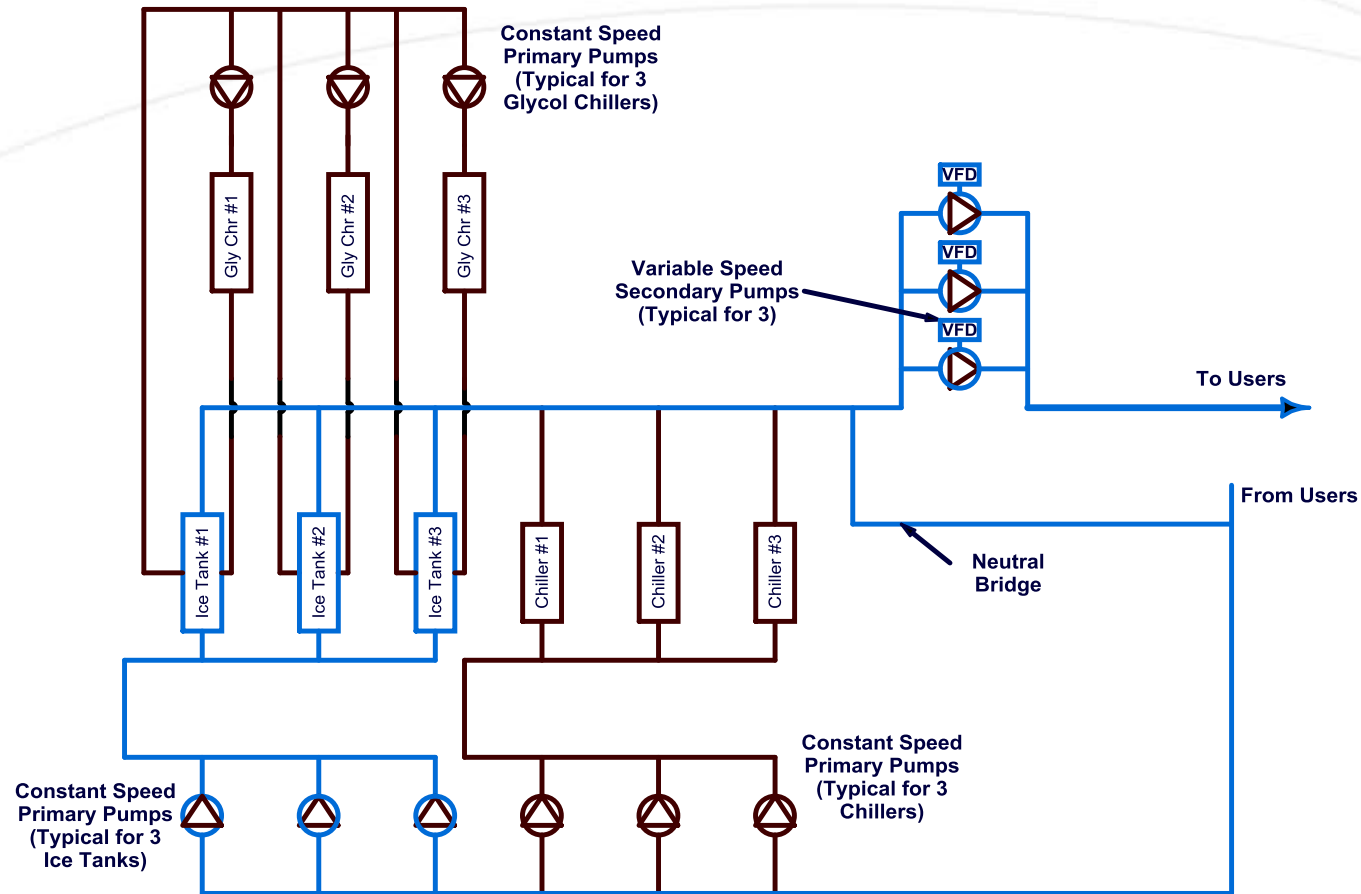 Constant Speed
Primary Pumps
(Typical for 3
Glycol Chillers)
Gly Chr #1
Gly Chr #2
Gly Chr #3
VFD
VFD
VFD
Variable Speed
Secondary Pumps
(Typical for 3)
To Users
From Users
Neutral
Bridge
Ice Tank #1
Ice Tank #2
Ice Tank #3
Chiller #1
Chiller #2
Chiller #3
Constant Speed
Primary Pumps
(Typical for 3
Chillers)
Constant Speed
Primary Pumps
(Typical for 3
Ice Tanks)